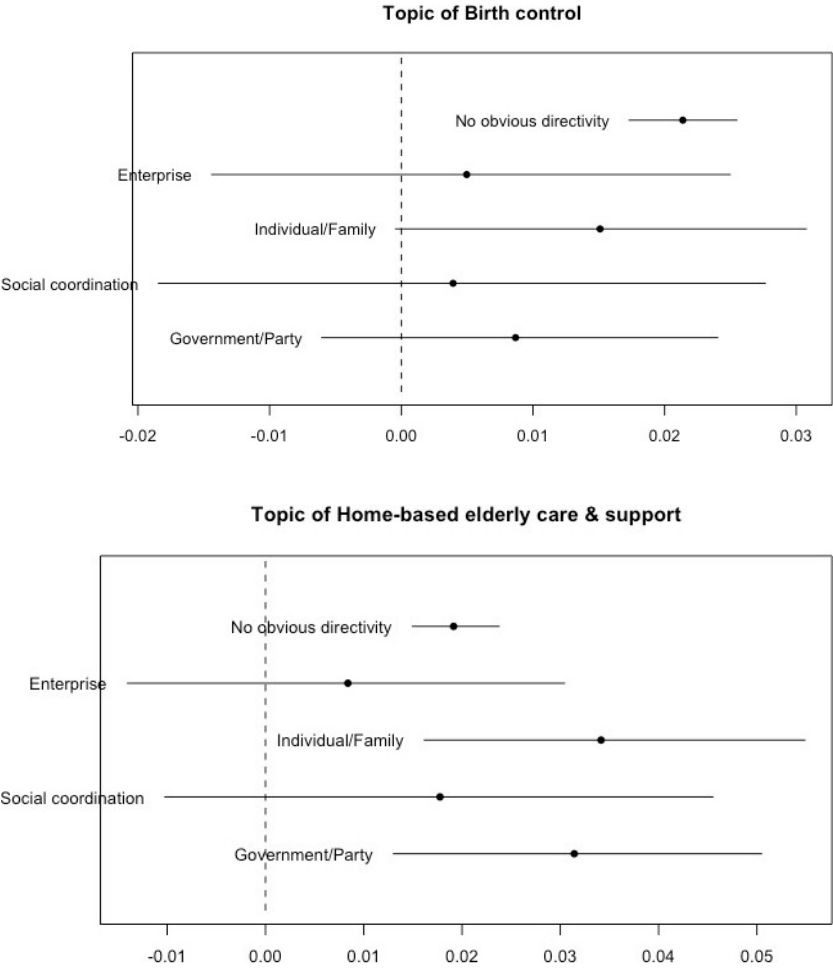 Topic of Birth control
No obvious directivity
Enterprise
Individual/Family
Social coordination
Government/Party
-0.02 -0.01 0.00 0.01 0.02 0.03
Topic of Home-based elderly care & support
No obvious directivity
Enterprise
Individual/Family
Social coordination
Government/Party
-0.01 0.00 0.01 0.02 0.03 0.04 0.05